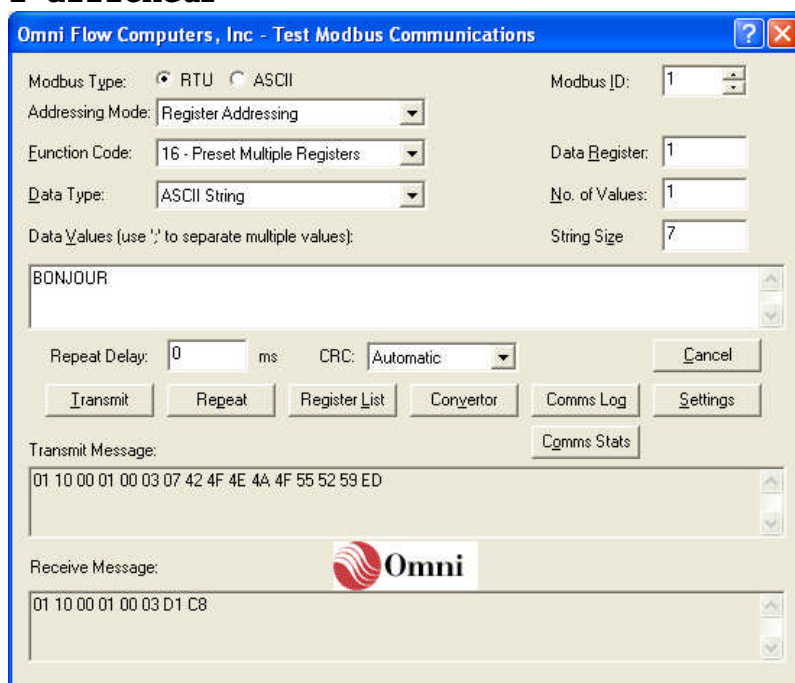 Omni Flow Computers, Inc - Test Modbus Communications
Modbus Type: RTU ASCII Modbus ID: 1
Addressing Mode: Register Addressing
Function Code: 16 - Preset Multiple Registers Data Register: 1
Data Type: ASCII String No. of Values: 1
Data Values (use ';' to separate multiple values): String Size 7
BONJOUR
Repeat Delay: 0 ms CRC: Automatic Cancel
Transmit Repeat Register List Convertor Comms Log Settings
Comms Stats
Transmit Message:
01 10 00 01 00 03 07 42 4F 4E 4A 4F 55 52 59 ED
Omni
Receive Message:
01 10 00 01 00 03 D1 C8